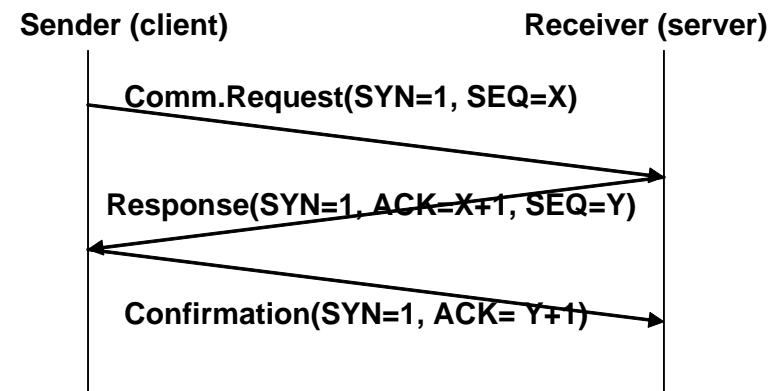 Sender (client)
Receiver (server)
Comm.Request(SYN=1, SEQ=X)
Response(SYN=1, ACK=X+1, SEQ=Y)
Confirmation(SYN=1, ACK= Y+1)